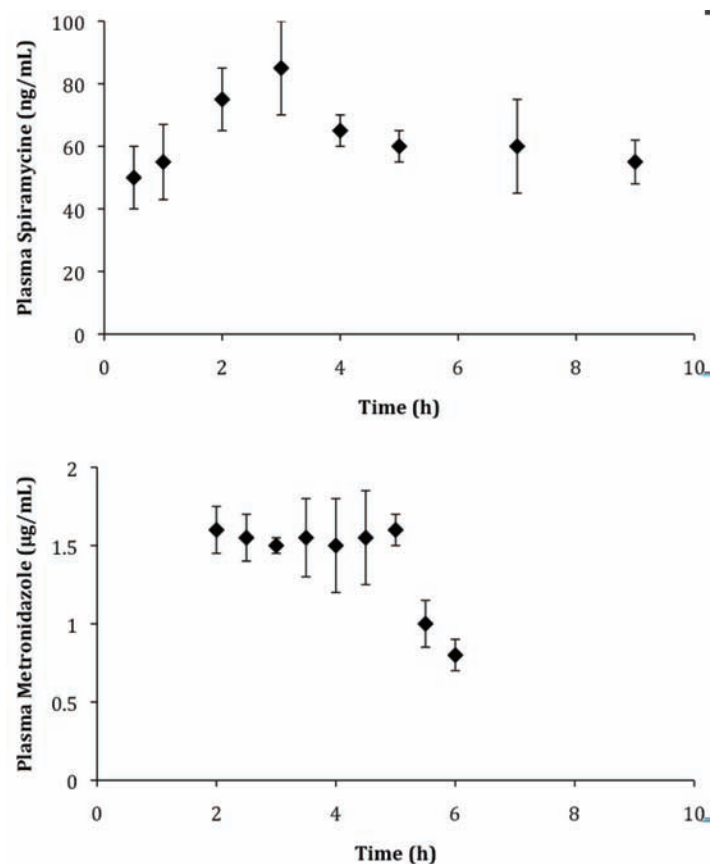 100
80
60
40
20
0
Plasma Spiramycine (ng/mL)
0 2 4 6 8 10
Time (h)
2
1.5
1
0.5
0
Plasma Metronidazole (µg/mL)
0 2 4 6 8 10
Time (h)